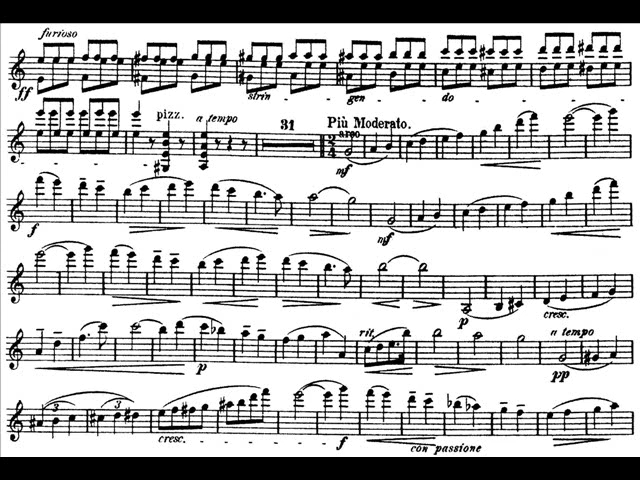 furioso
ff strin - gen - do
pizz. a tempo 31 Più Moderato.
arco
mf
f mf
p cresc.
rit. a tempo
p pp
3 3
cresc. f con passione